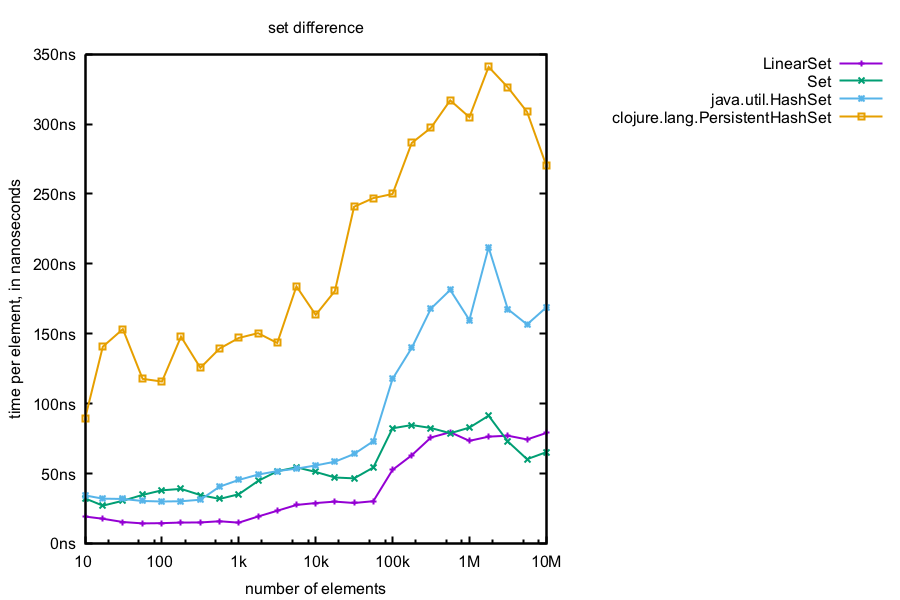 set difference
350ns
300ns
250ns
200ns
150ns
100ns
50ns
0ns
10
100
1k
10k
100k
1M
10M
number of elements
time per element, in nanoseconds
LinearSet
Set
java.util.HashSet
clojure.lang.PersistentHashSet